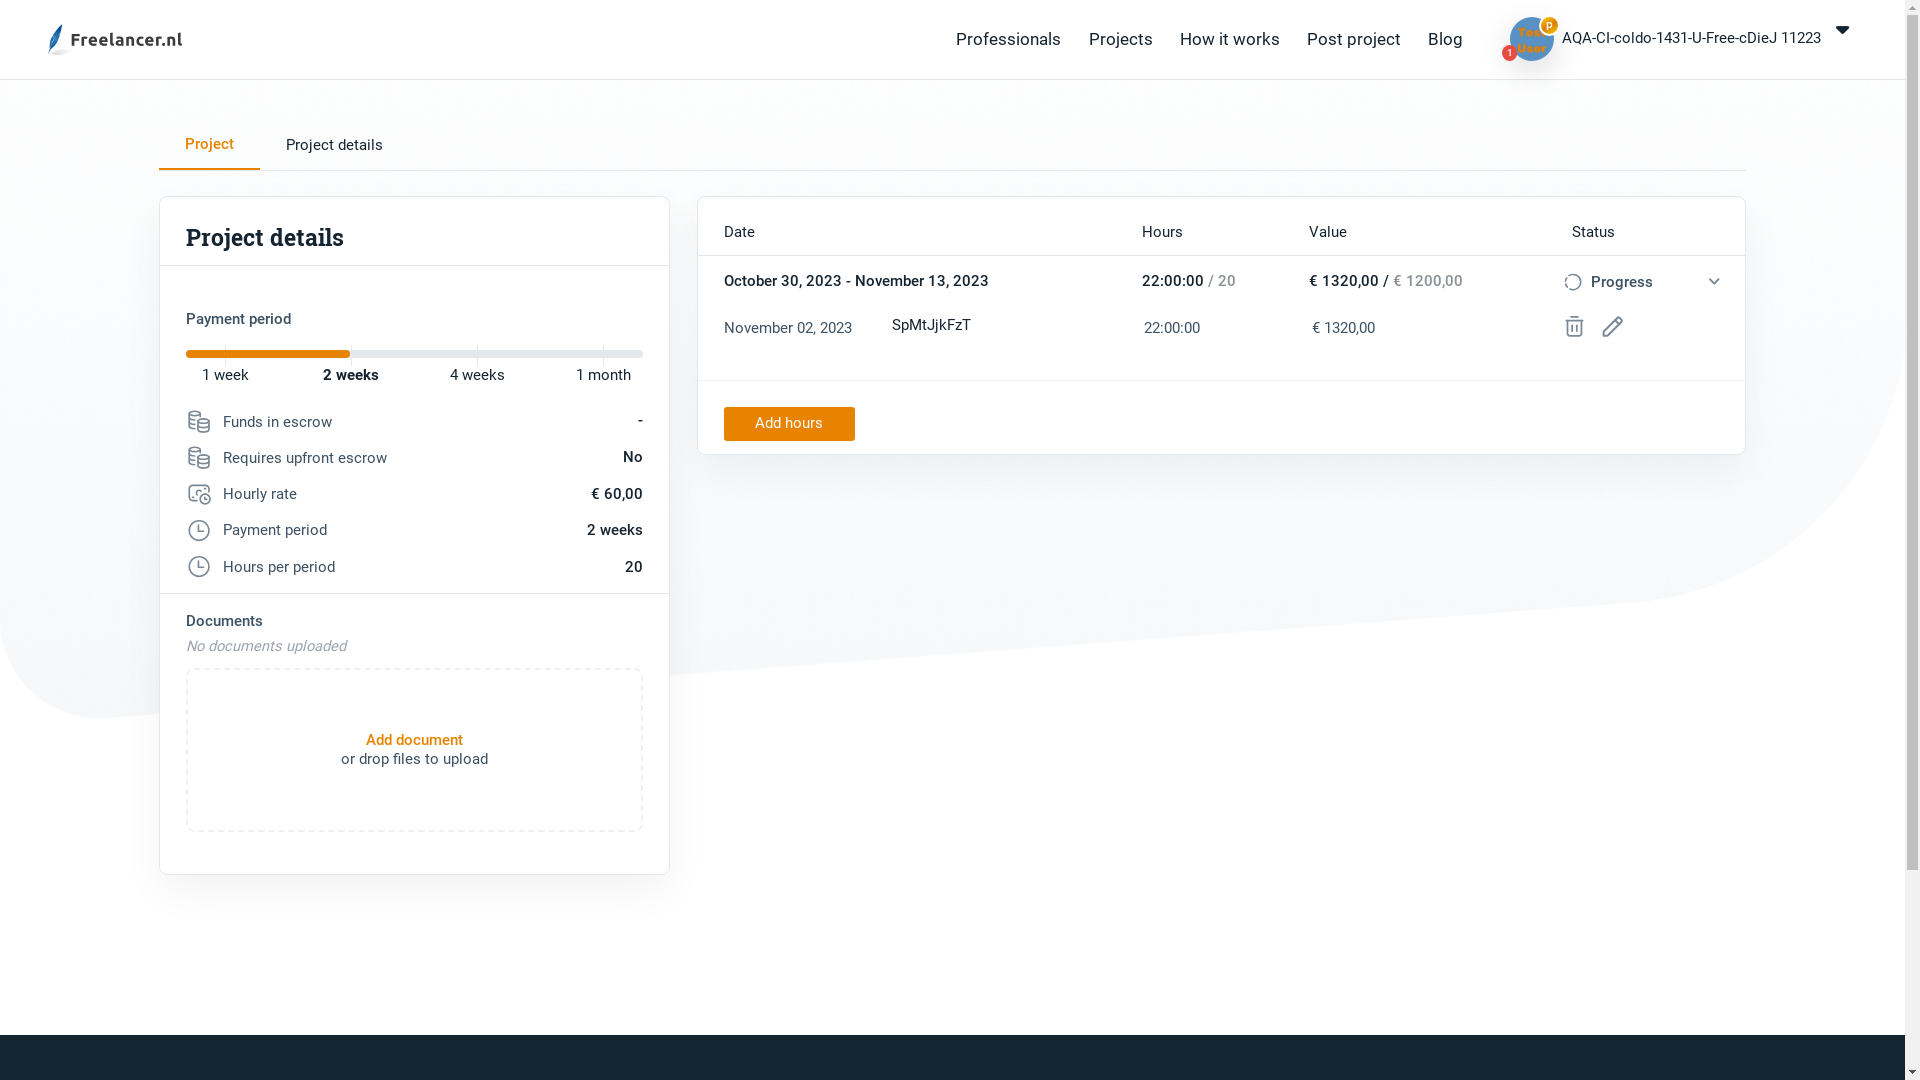 Freelancer.nl
Professionals
Projects
How it works
Post project
Blog
p
1
Test
User
AQA-CI-coldo-1431-U-Free-cDieJ 11223
Project
Project details
Project details
Payment period
1 week
2 weeks
4 weeks
1 month
Funds in escrow -
Requires upfront escrow No
Hourly rate € 60,00
Payment period 2 weeks
Hours per period 20
Documents
No documents uploaded
Add document
or drop files to upload
Date Hours Value Status
October 30, 2023 - November 13, 2023 22:00:00 / 20 € 1320,00 / € 1200,00 Progress
November 02, 2023 SpMtJjkFzT 22:00:00 € 1320,00
Add hours